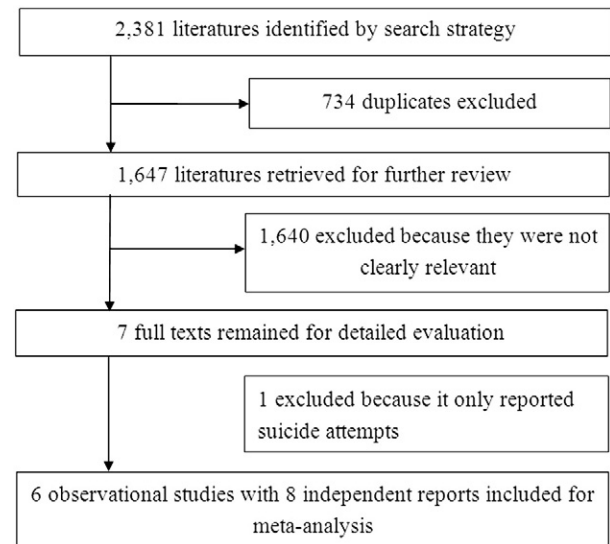 2,381 literatures identified by search strategy
734 duplicates excluded
1,647 literatures retrieved for further review
1,640 excluded because they were not
clearly relevant
7 full texts remained for detailed evaluation
1 excluded because it only reported
suicide attempts
6 observational studies with 8 independent reports included for
meta-analysis